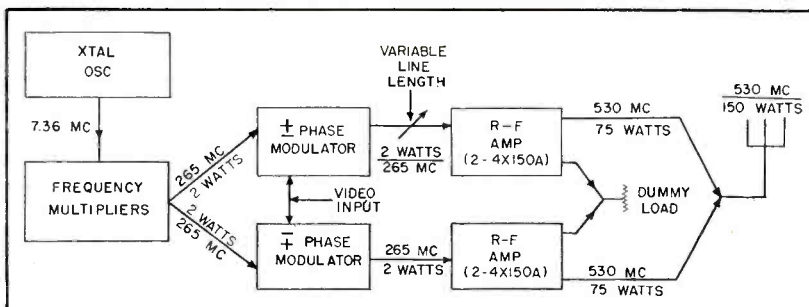 XTAL
OSC
7.36 MC
FREQUENCY
MULTIPLIERS
265 MC
2 WATTS
2 WATTS
265 MC
± PHASE
MODULATOR
VIDEO
INPUT
∓ PHASE
MODULATOR
VARIABLE
LINE
LENGTH
2 WATTS
265 MC
265 MC
2 WATTS
R-F
AMP
(2-4X150A)
R-F
AMP
(2-4X150A)
530 MC
75 WATTS
DUMMY
LOAD
530 MC
75 WATTS
530 MC
150 WATTS